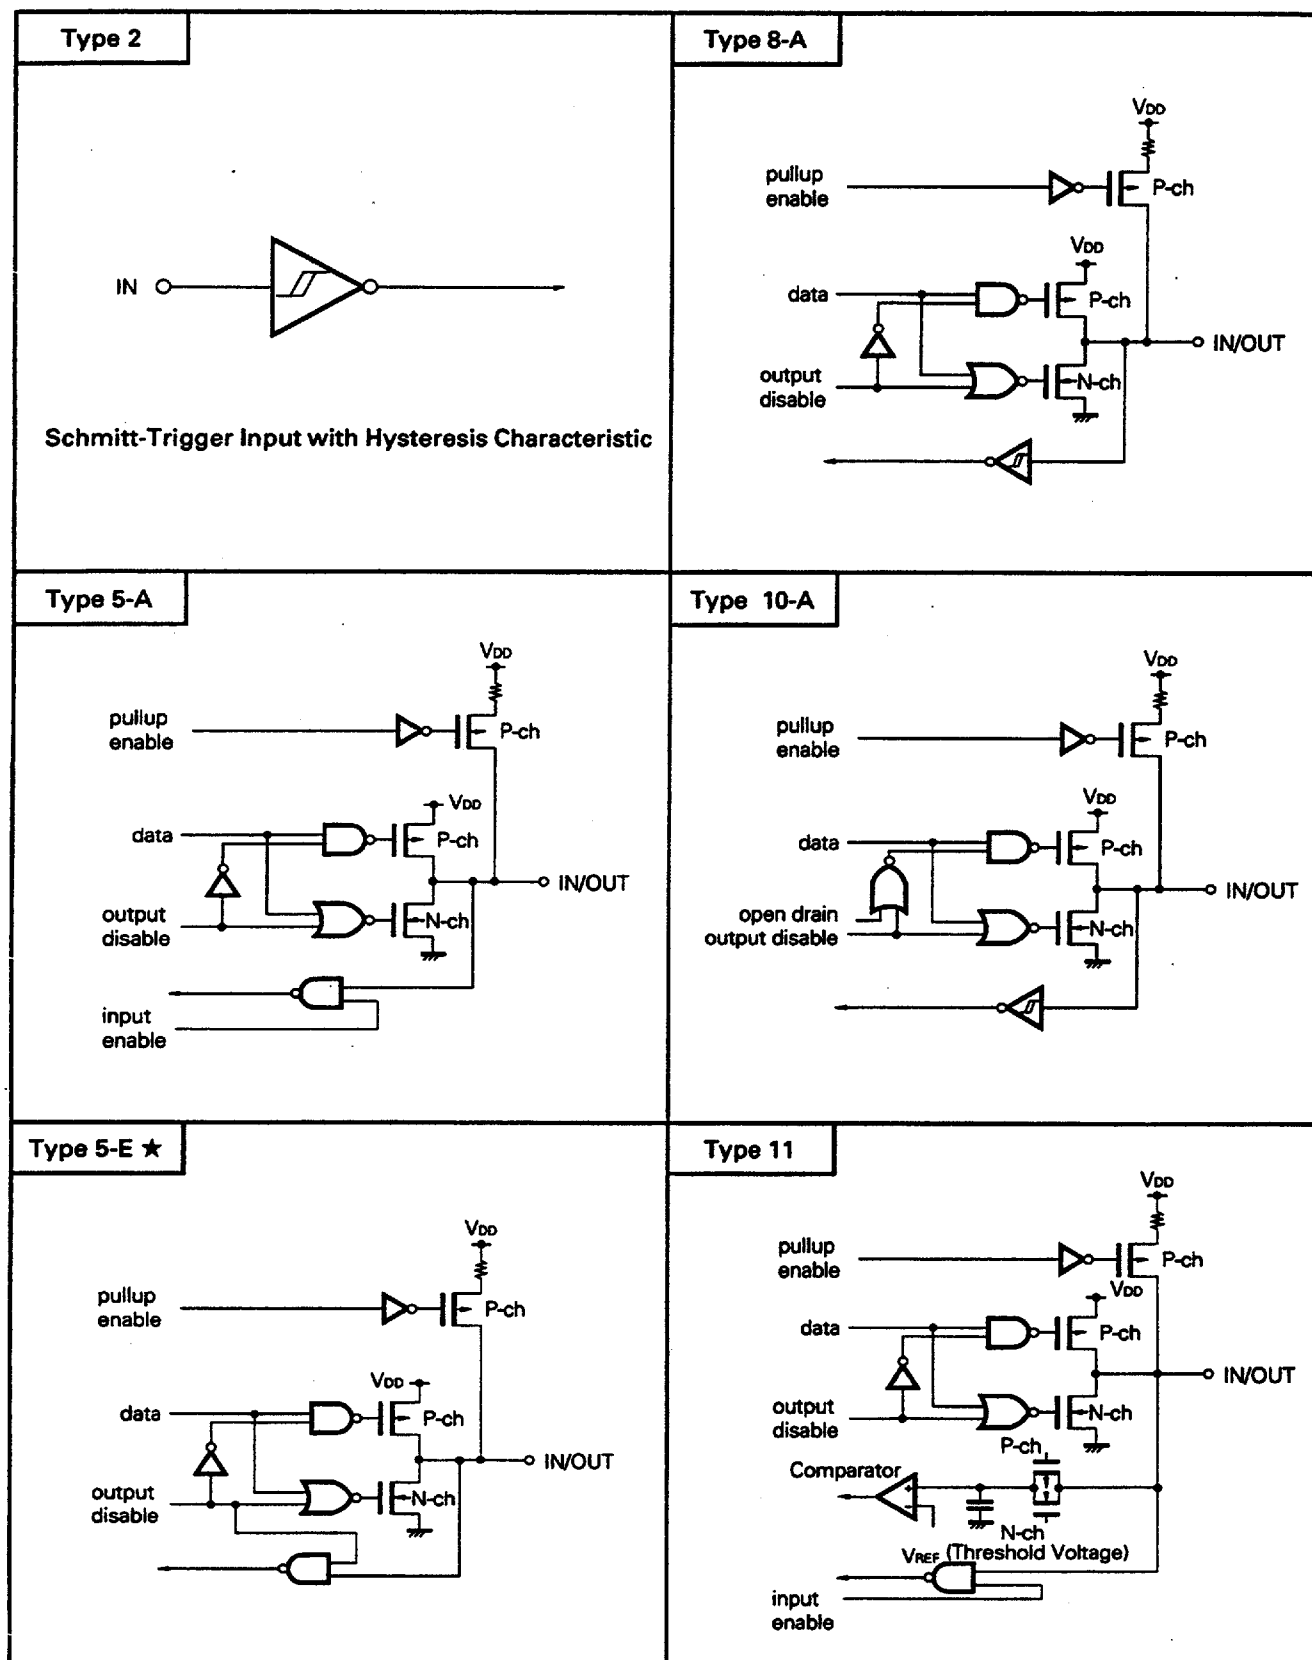 Type 2
IN
Schmitt-Trigger Input with Hysteresis Characteristic
Type 8-A
VDD
pullup
enable
P-ch
VDD
data
P-ch
IN/OUT
output
disable
N-ch
Type 5-A
VDD
pullup
enable
P-ch
VDD
data
P-ch
IN/OUT
output
disable
N-ch
input
enable
Type 10-A
VDD
pullup
enable
P-ch
VDD
data
P-ch
IN/OUT
open drain
output disable
N-ch
Type 5-E ★
VDD
pullup
enable
P-ch
VDD
data
P-ch
IN/OUT
output
disable
N-ch
Type 11
VDD
pullup
enable
P-ch
VDD
data
P-ch
IN/OUT
output
disable
N-ch
P-ch
Comparator
+
-
N-ch
VREF (Threshold Voltage)
input
enable